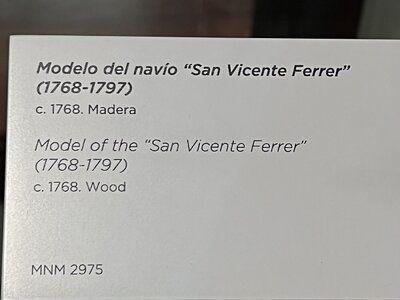 Modelo del navío “San Vicente Ferrer”
(1768-1797)
c. 1768. Madera
Model of the “San Vicente Ferrer”
(1768-1797)
c. 1768. Wood
MNM 2975